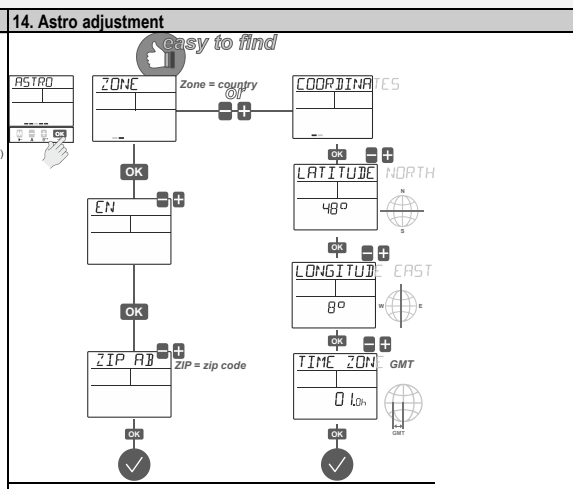 14. Astro adjustment
easy to find
ASTRO
OK
)
ZONE
Zone = country
or
- +
COORDINATES
OK
EN
- +
OK
ZIP AB
- +
ZIP = zip code
OK
OK
- +
LATITUDE NORTH
48°
N
S
OK
- +
LONGITUDE EAST
8°
W
E
OK
- +
TIME ZONE
GMT
01.0h
GMT
OK